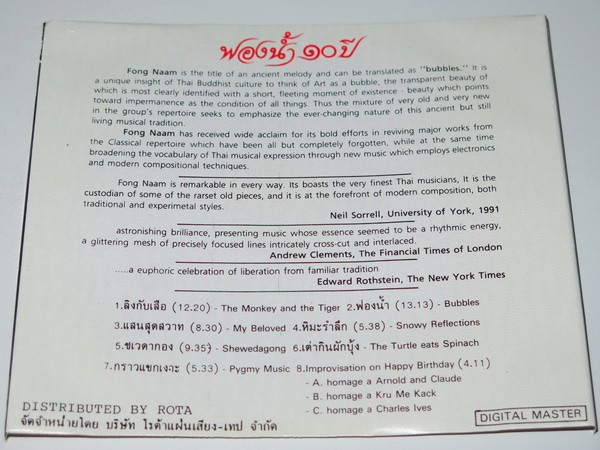 ฟองน้ำ ๑๐ ปี
Fong Naam is the title of an ancient melody and can be translated as "bubbles." It is
a unique insight of Thai Buddhist culture to think of Art as a bubble, the transparent beauty of
which is most clearly identified with a short, fleeting moment of existence - beauty which points
toward impermanence as the condition of all things. Thus the mixture of very old and very new
in the group's repertoire seeks to emphasize the ever-changing nature of this ancient but still
living musical tradition.
Fong Naam has received wide acclaim for its bold efforts in reviving major works from
the Classical repertoire which have been all but completely forgotten, while at the same time
broadening the vocabulary of Thai musical expression through new music which employs electronics
and modern compositional techniques.
Fong Naam is remarkable in every way. Its boasts the very finest Thai musicians, It is the
custodian of some of the rarset old pieces, and it is at the forefront of modern composition, both
traditional and experimetal styles.
Neil Sorrell, University of York, 1991
astronishing brilliance, presenting music whose essence seemed to be a rhythmic energy,
a glittering mesh of precisely focused lines intricately cross-cut and interlaced.
Andrew Clements, The Financial Times of London
.....a euphoric celebration of liberation from familiar tradition
Edward Rothstein, The New York Times
1.ลิงกับเสือ (12.20) - The Monkey and the Tiger 2.ฟองน้ำ (13.13) - Bubbles
3.แสนสุดสวาท (8.30) - My Beloved 4.หิมะรำลึก (5.38) - Snowy Reflections
5.ชเวดากอง (9.35) - Shewedagong 6.เต่ากินผักบุ้ง - The Turtle eats Spinach
7.กราวแขกเงาะ (5.33) - Pygmy Music 8.Improvisation on Happy Birthday (4.11)
- A. homage a Arnold and Claude
- B. homage a Kru Me Kack
- C. homage a Charles Ives
DISTRIBUTED BY ROTA
จัดจำหน่ายโดย บริษัท โรต้าแผ่นเสียง-เทป จำกัด
DIGITAL MASTER